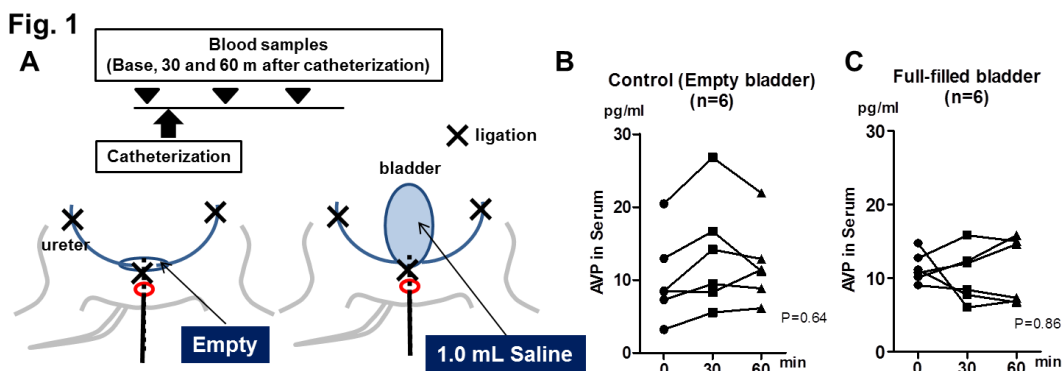 Fig. 1
A
Blood samples
(Base, 30 and 60 m after catheterization)
Catheterization
ligation
bladder
ureter
Empty
1.0 mL Saline
B
Control (Empty bladder)
(n=6)
pg/ml
30
20
10
0
AVP in Serum
P=0.64
0 30 60 min
C
Full-filled bladder
(n=6)
pg/ml
30
20
10
0
AVP in Serum
P=0.86
0 30 60 min